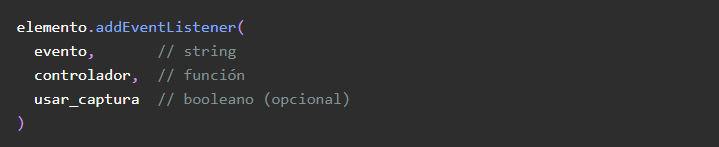 elemento.addEventListener(
  evento,       // string
  controlador,  // función
  usar_captura  // booleano (opcional)
)